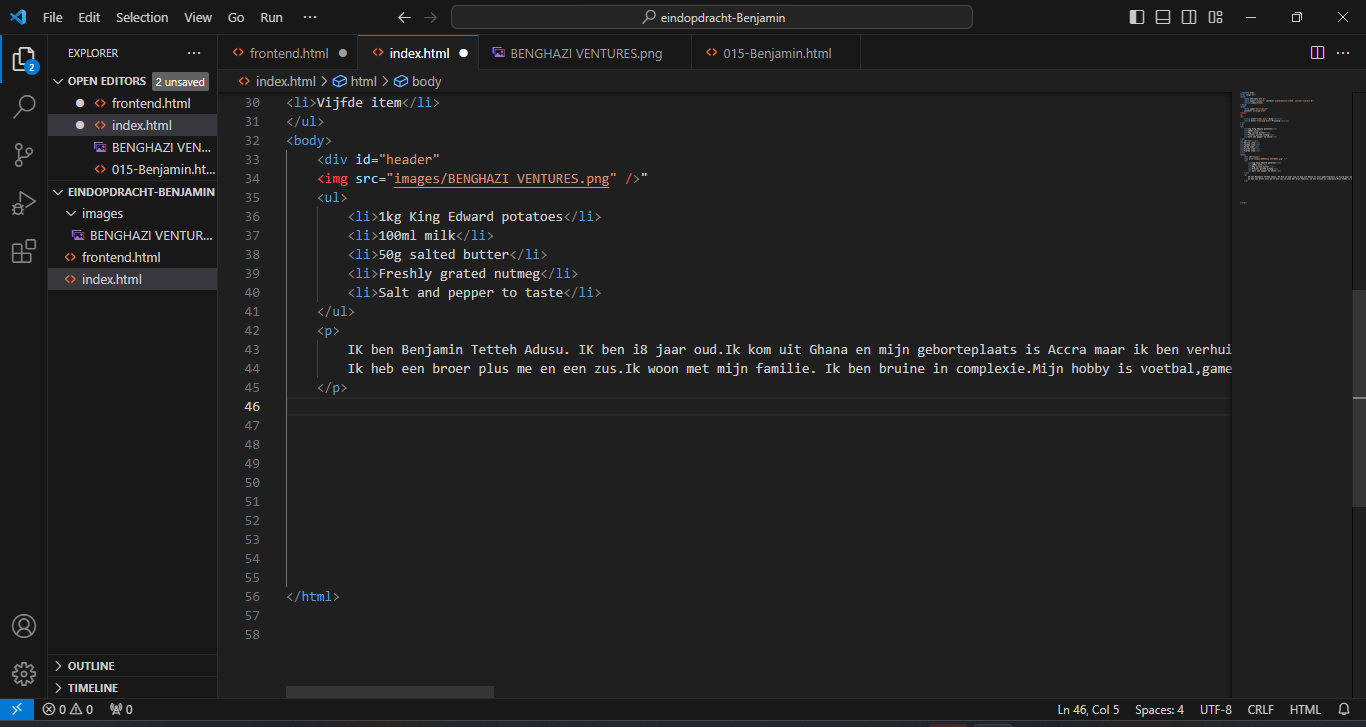 File Edit Selection View Go Run ···
eindopdracht-Benjamin
EXPLORER ···
OPEN EDITORS 2 unsaved
frontend.html
index.html
BENGHAZI VEN...
015-Benjamin.ht...
EINDOPDRACHT-BENJAMIN
images
BENGHAZI VENTUR...
frontend.html
index.html
OUTLINE
TIMELINE
2
frontend.html index.html BENGHAZI VENTURES.png 015-Benjamin.html ···
index.html > html > body
30 <li>Vijfde item</li>
31 </ul>
32 <body>
33 <div id="header"
34 <img src="images/BENGHAZI VENTURES.png" />"
35 <ul>
36 <li>1kg King Edward potatoes</li>
37 <li>100ml milk</li>
38 <li>50g salted butter</li>
39 <li>Freshly grated nutmeg</li>
40 <li>Salt and pepper to taste</li>
41 </ul>
42 <p>
43 IK ben Benjamin Tetteh Adusu. IK ben i8 jaar oud.Ik kom uit Ghana en mijn geborteplaats is Accra maar ik ben verhui
44 Ik heb een broer plus me en een zus.Ik woon met mijn familie. Ik ben bruine in complexie.Mijn hobby is voetbal,game
45 </p>
46
47
48
49
50
51
52
53
54
55
56 </html>
57
58
0 0 0
Ln 46, Col 5 Spaces: 4 UTF-8 CRLF HTML